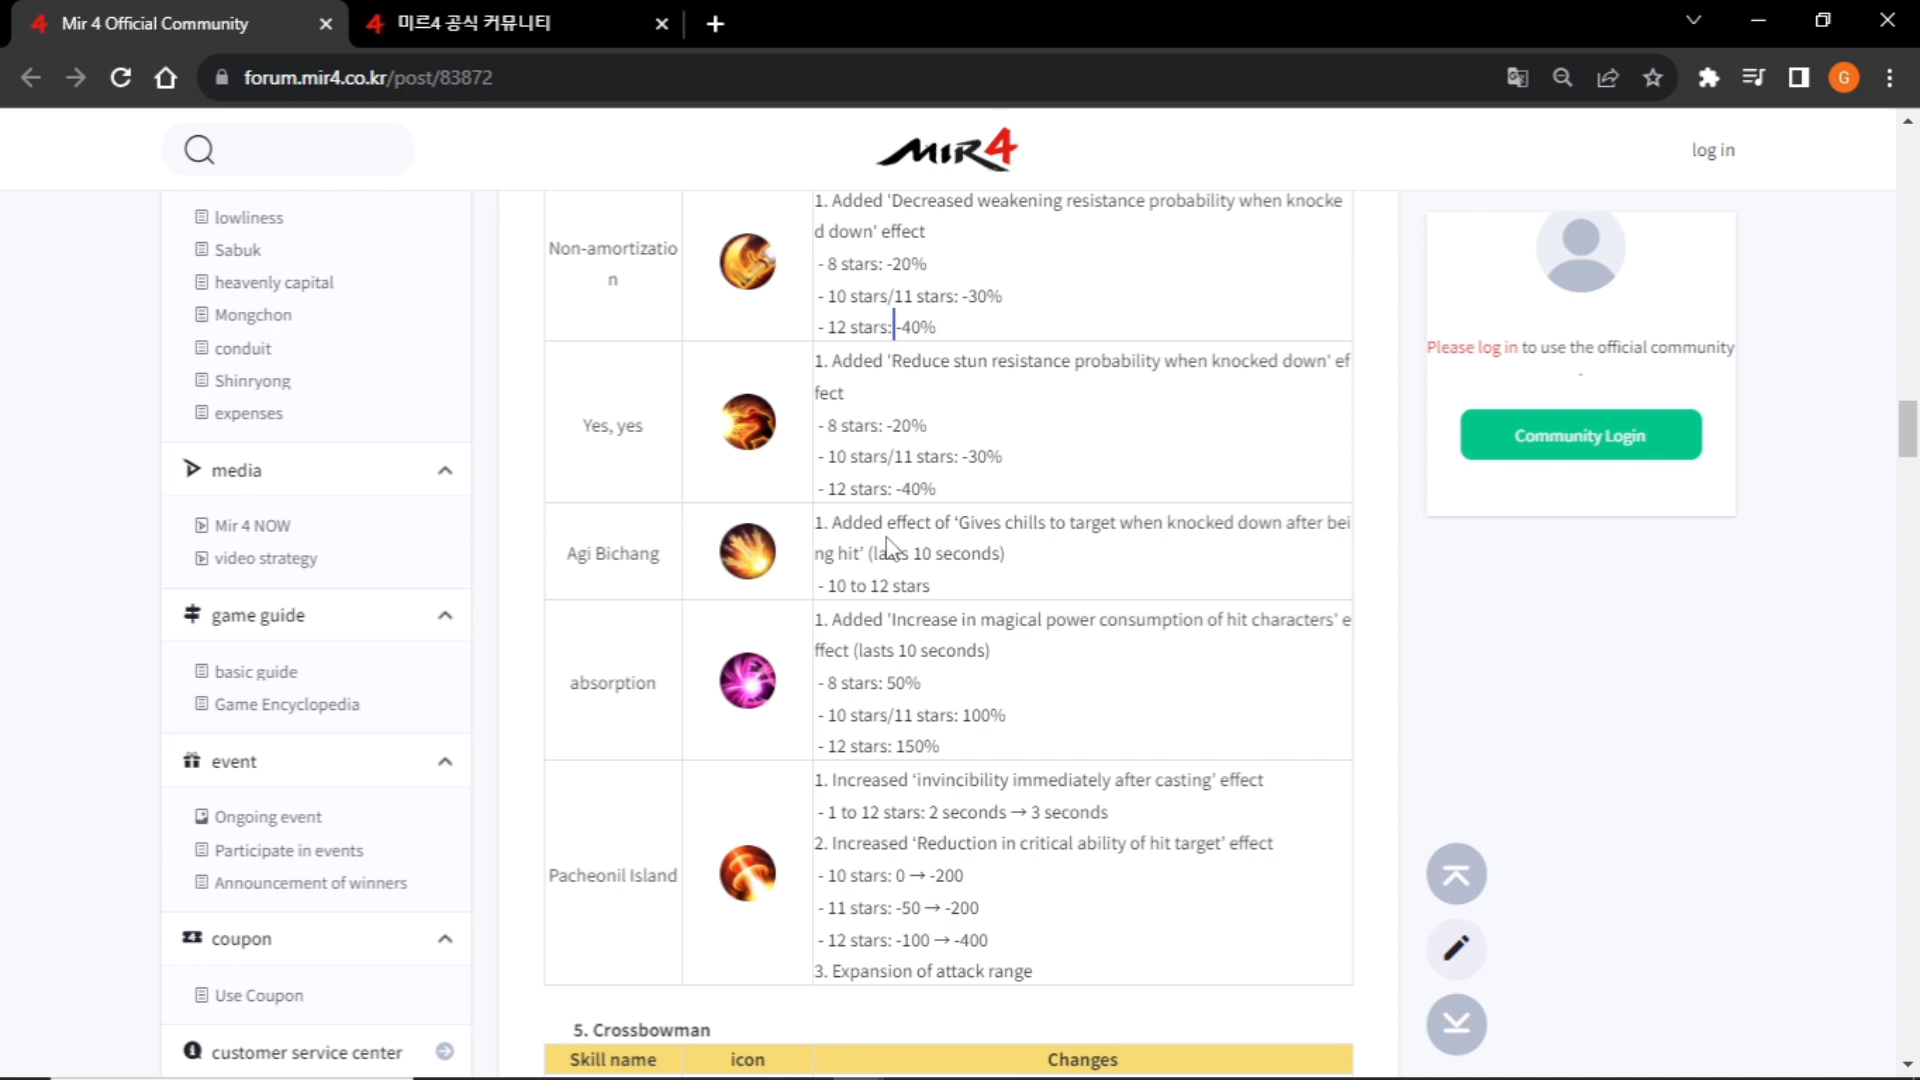 Mir 4 Official Community
미르4 공식 커뮤니티
forum.mir4.co.kr/post/83872
G
MIR4
log in
lowliness
Sabuk
heavenly capital
Mongchon
conduit
Shinryong
expenses
media
Mir 4 NOW
video strategy
game guide
basic guide
Game Encyclopedia
event
Ongoing event
Participate in events
Announcement of winners
coupon
Use Coupon
customer service center
Non-amortizatio
n
1. Added 'Decreased weakening resistance probability when knocke
d down' effect
- 8 stars: -20%
- 10 stars/11 stars: -30%
- 12 stars: -40%
Yes, yes
1. Added 'Reduce stun resistance probability when knocked down' ef
fect
- 8 stars: -20%
- 10 stars/11 stars: -30%
- 12 stars: -40%
Agi Bichang
1. Added effect of ‘Gives chills to target when knocked down after bei
ng hit’ (lasts 10 seconds)
- 10 to 12 stars
absorption
1. Added 'Increase in magical power consumption of hit characters' e
ffect (lasts 10 seconds)
- 8 stars: 50%
- 10 stars/11 stars: 100%
- 12 stars: 150%
Pacheonil Island
1. Increased ‘invincibility immediately after casting’ effect
- 1 to 12 stars: 2 seconds → 3 seconds
2. Increased ‘Reduction in critical ability of hit target’ effect
- 10 stars: 0 → -200
- 11 stars: -50 → -200
- 12 stars: -100 → -400
3. Expansion of attack range
5. Crossbowman
Skill name icon Changes
Please log in to use the official community
.
Community Login